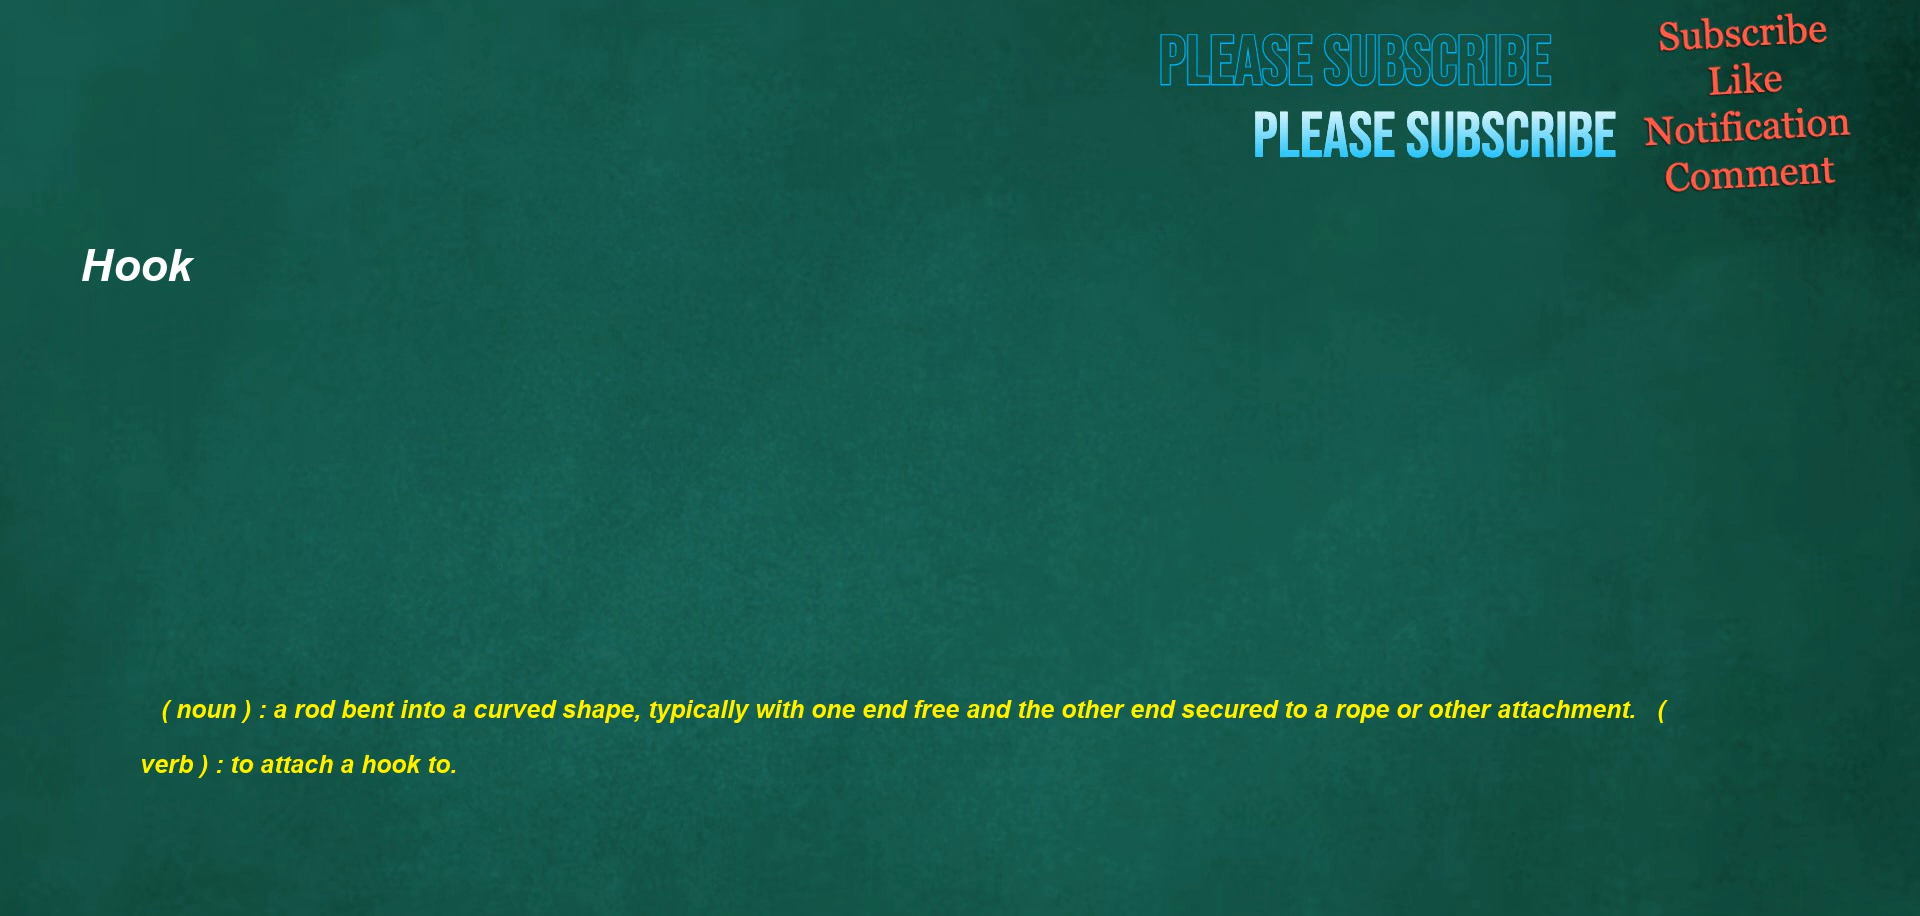 PLEASE SUBSCRIBE
PLEASE SUBSCRIBE
Subscribe
Like
Notification
Comment
Hook
( noun ) : a rod bent into a curved shape, typically with one end free and the other end secured to a rope or other attachment. (
verb ) : to attach a hook to.